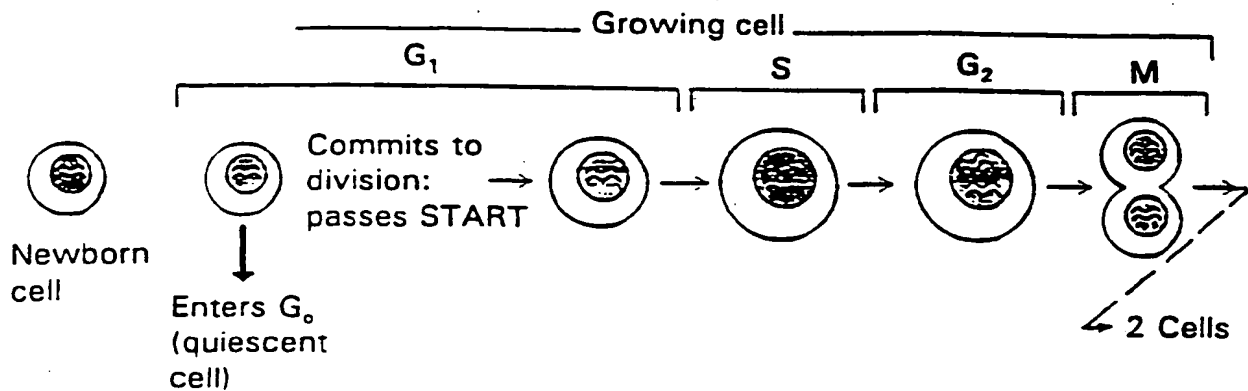 Growing cell
G₁
S
G₂
M
Commits to
division:
passes START
Newborn
cell
Enters G₀
(quiescent
cell)
2 Cells